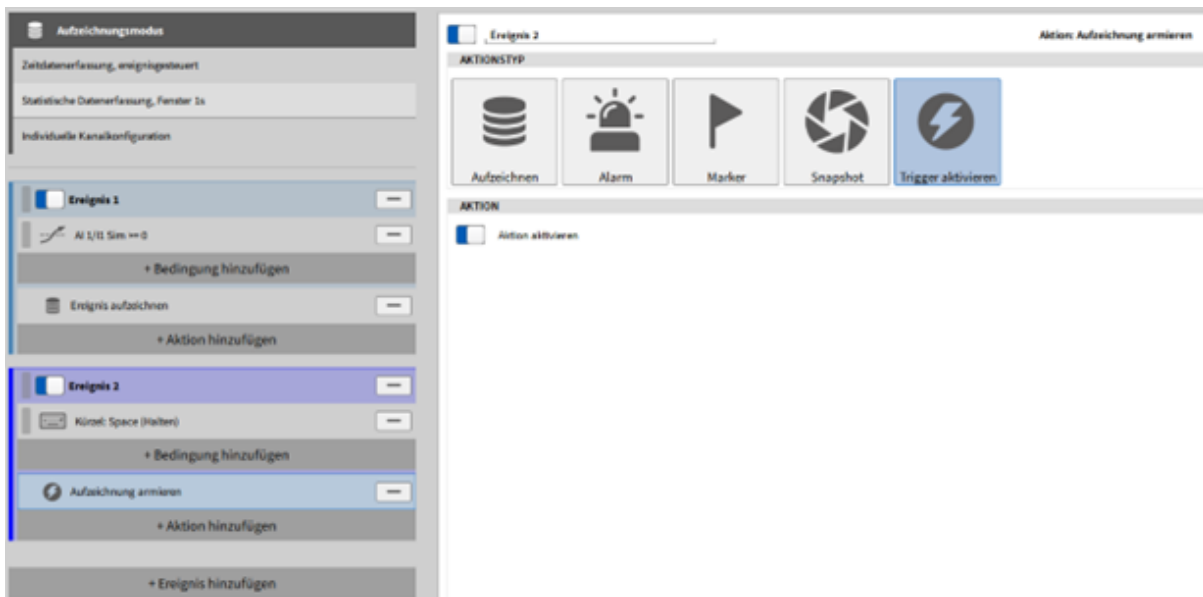 Aufzeichnungsmodus
Zeitdatenerfassung, ereignisgesteuert
Statistische Datenerfassung, Fenster 1s
Individuelle Kanalkonfiguration
Ereignis 1
AI 1/I1 Sim >= 0
+ Bedingung hinzufügen
Ereignis aufzeichnen
+ Aktion hinzufügen
Ereignis 2
Kürzel: Space (Halten)
+ Bedingung hinzufügen
Aufzeichnung armieren
+ Aktion hinzufügen
+ Ereignis hinzufügen
Ereignis 2
Aktion: Aufzeichnung armieren
AKTIONSTYP
Aufzeichnen Alarm Marker Snapshot Trigger aktivieren
AKTION
Aktion aktivieren